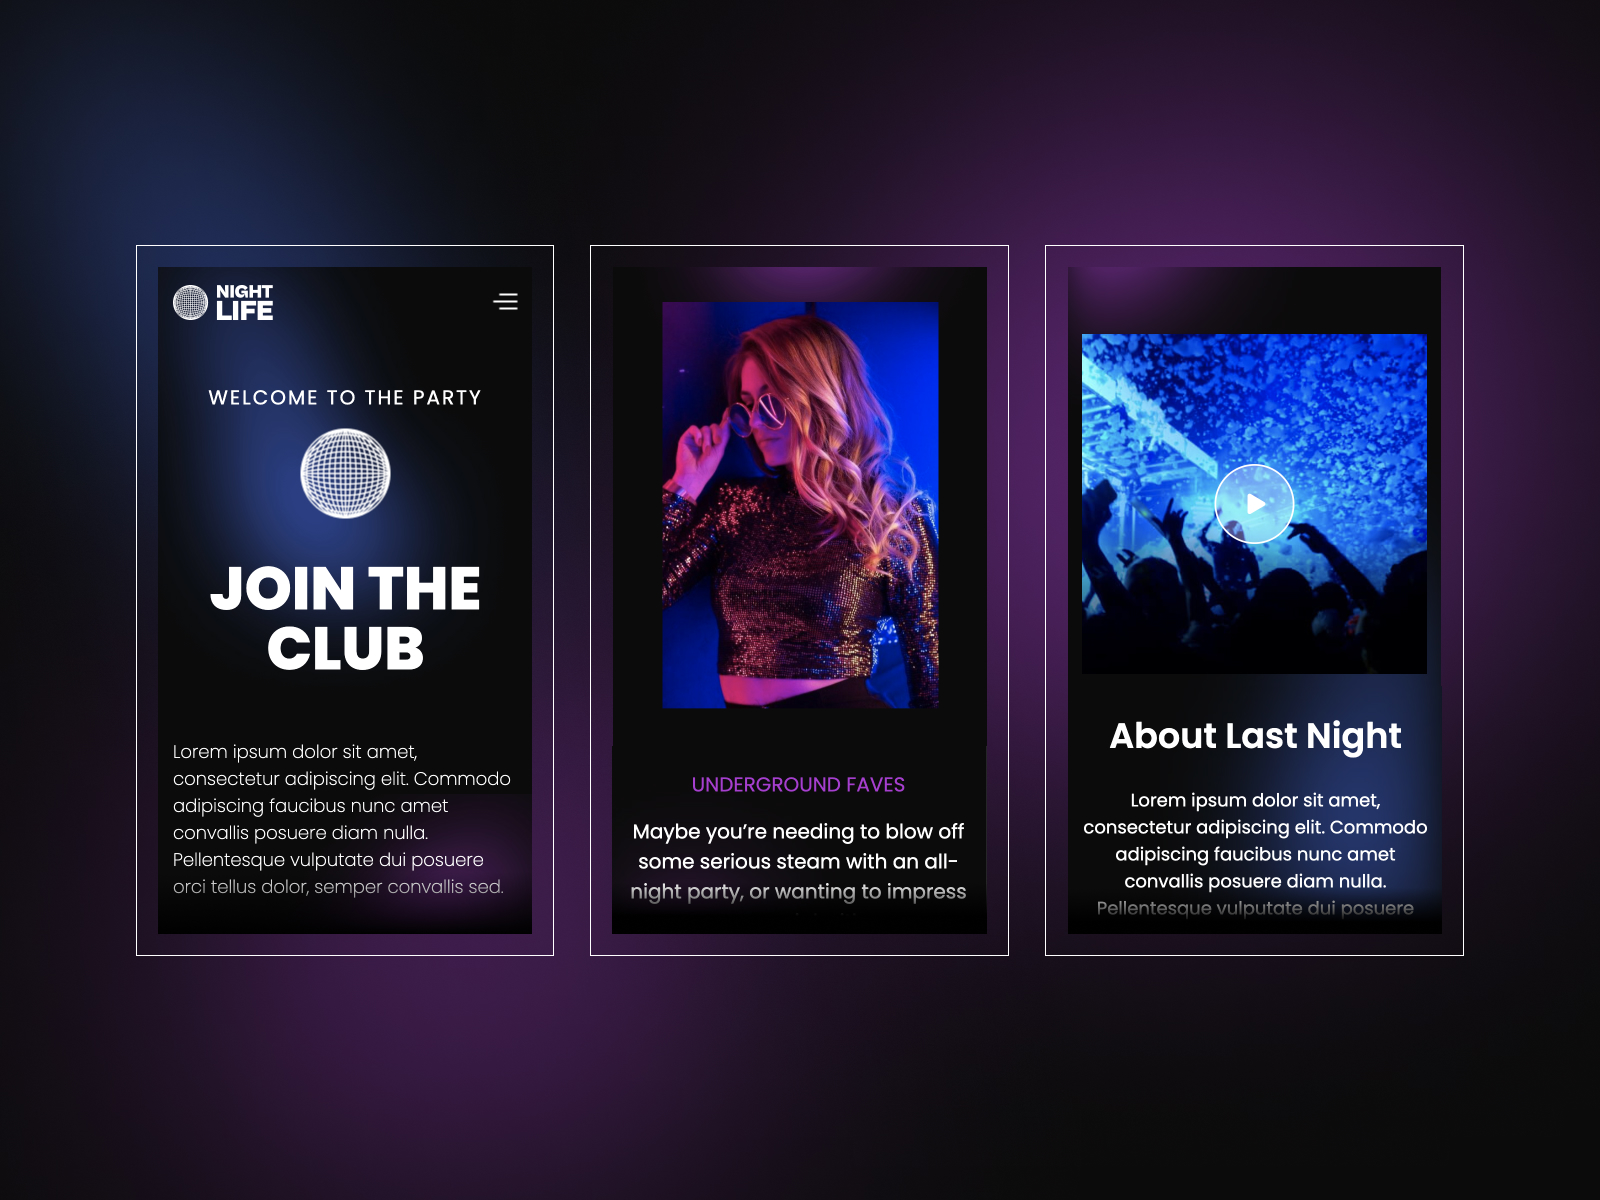 NIGHT
LIFE
WELCOME TO THE PARTY
JOIN THE
CLUB
Lorem ipsum dolor sit amet,
consectetur adipiscing elit. Commodo
adipiscing faucibus nunc amet
convallis posuere diam nulla.
Pellentesque vulputate dui posuere
orci tellus dolor, semper convallis sed.
UNDERGROUND FAVES
Maybe you’re needing to blow off
some serious steam with an all-
night party, or wanting to impress
About Last Night
Lorem ipsum dolor sit amet,
consectetur adipiscing elit. Commodo
adipiscing faucibus nunc amet
convallis posuere diam nulla.
Pellentesque vulputate dui posuere